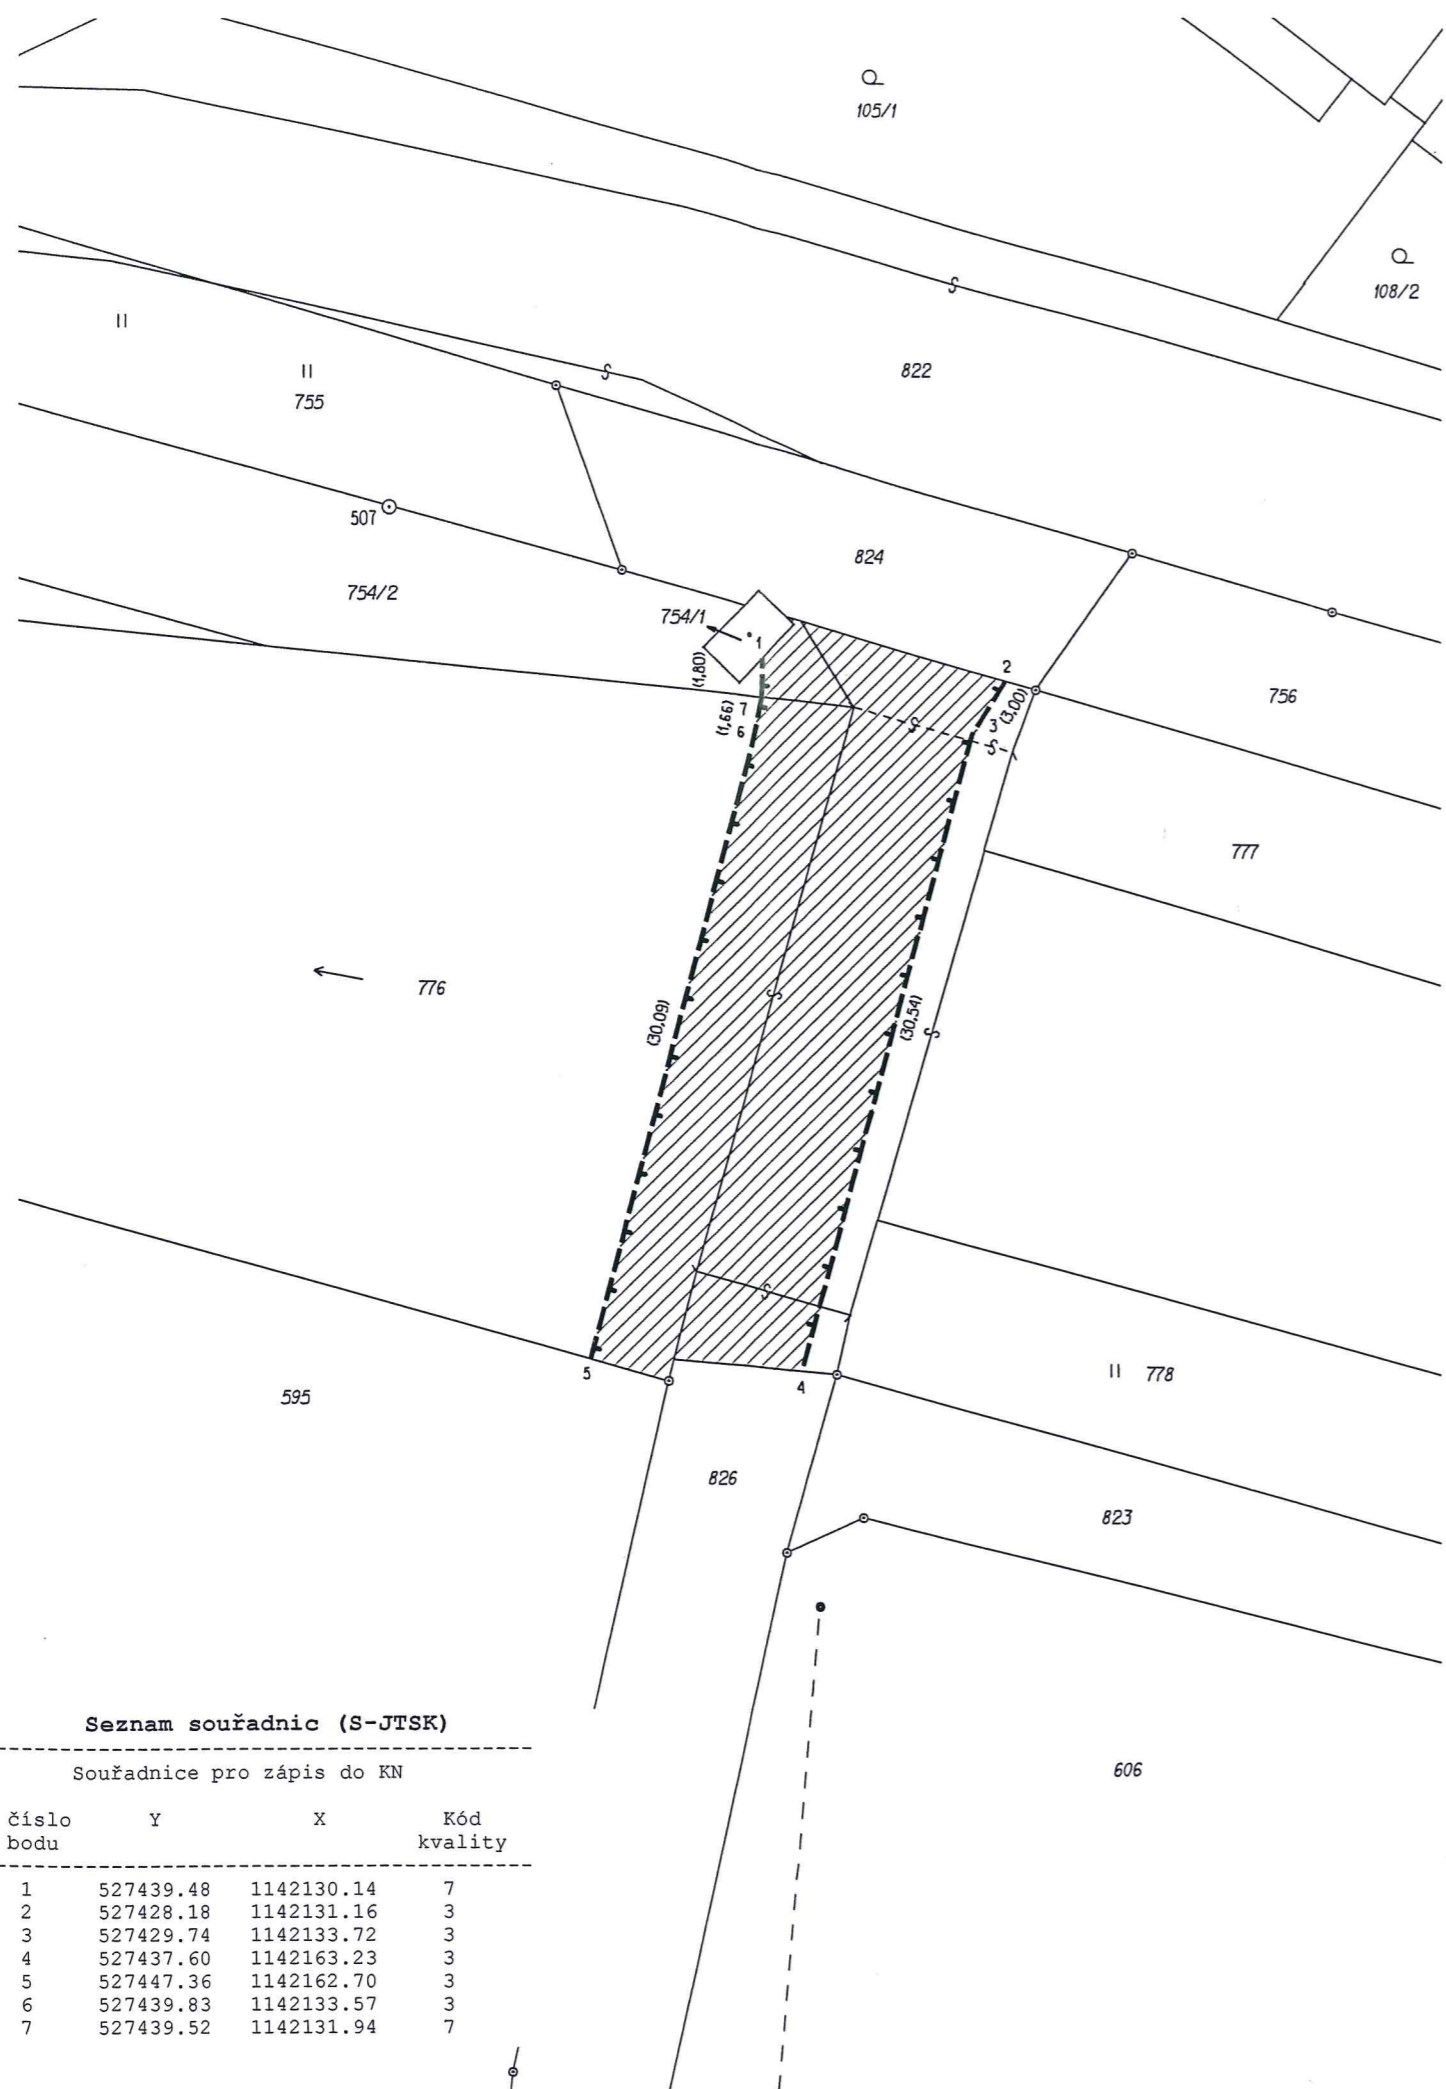 105/1
108/2
822
755
507
824
754/2
754/1
1
(1,80)
2
756
(1,66)
7
6
3
(3,00)
777
776
(30,09)
(30,54)
595
5
4
778
826
823
606
Seznam souřadnic (S-JTSK)
Souřadnice pro zápis do KN
číslo bodu Y X Kód kvality
1 527439.48 1142130.14 7
2 527428.18 1142131.16 3
3 527429.74 1142133.72 3
4 527437.60 1142163.23 3
5 527447.36 1142162.70 3
6 527439.83 1142133.57 3
7 527439.52 1142131.94 7